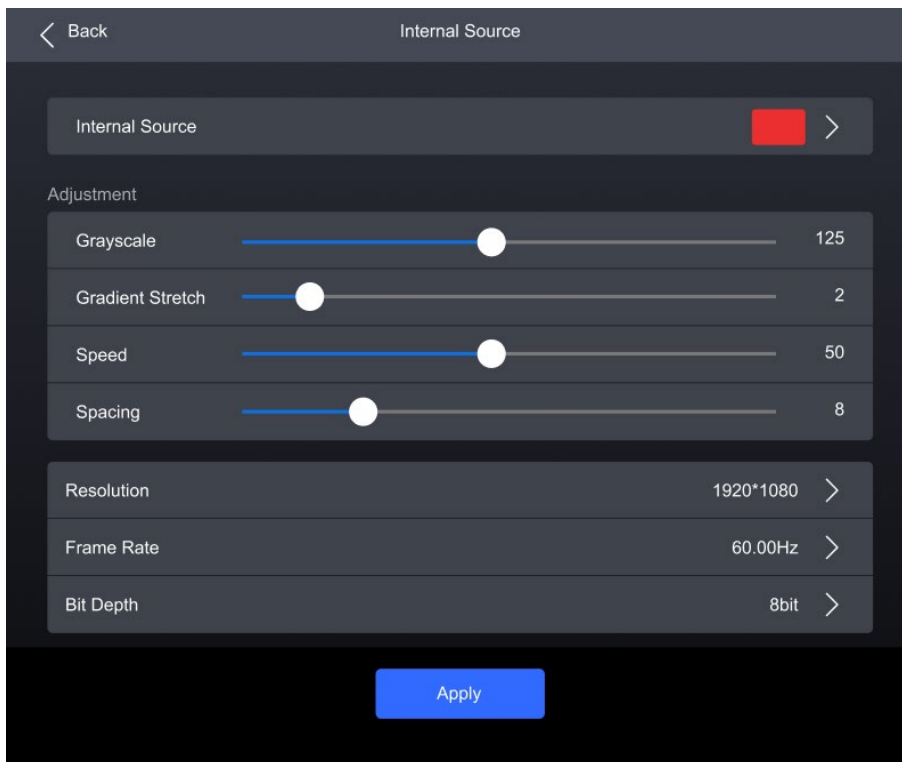 Back
Internal Source
Internal Source
Adjustment
Grayscale 125
Gradient Stretch 2
Speed 50
Spacing 8
Resolution 1920*1080
Frame Rate 60.00Hz
Bit Depth 8bit
Apply